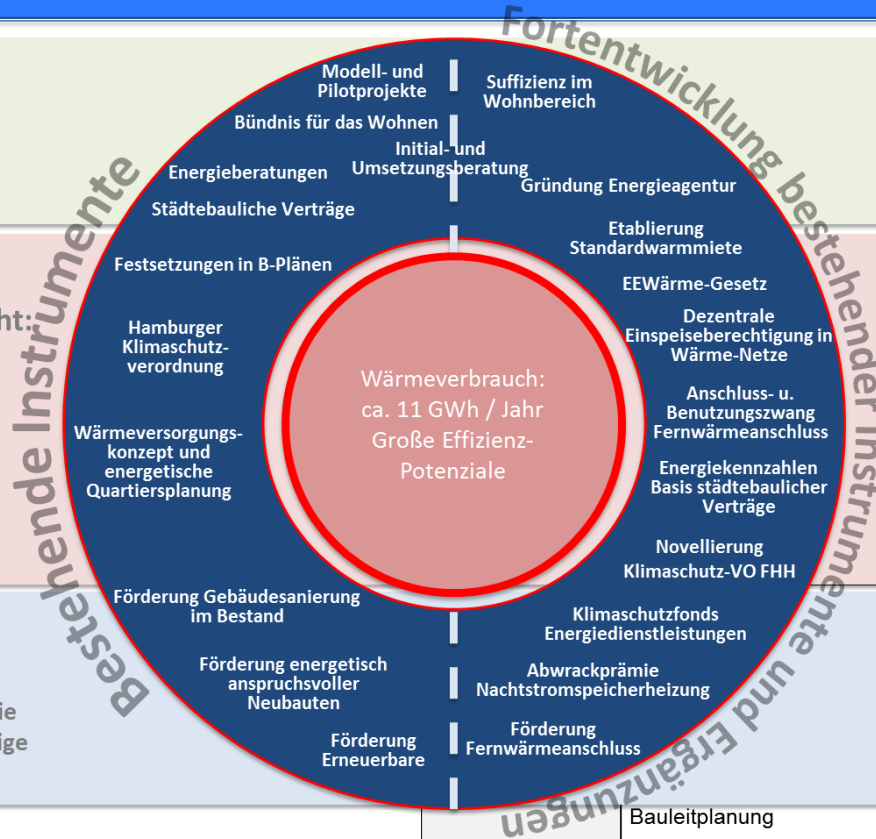 Bestehende Instrumente
Fortentwicklung bestehender Instrumente und Ergänzungen
Modell- und
Pilotprojekte
Bündnis für das Wohnen
Initial- und
Umsetzungsberatung
Energieberatungen
Städtebauliche Verträge
Festsetzungen in B-Plänen
Hamburger
Klimaschutz-
verordnung
Wärmeversorgungs-
konzept und
energetische
Quartiersplanung
Förderung Gebäudesanierung
im Bestand
Förderung energetisch
anspruchsvoller
Neubauten
Förderung
Erneuerbare
Wärmeverbrauch:
ca. 11 GWh / Jahr
Große Effizienz-
Potenziale
Suffizienz im
Wohnbereich
Gründung Energieagentur
Etablierung
Standardwarmmiete
EEWärme-Gesetz
Dezentrale
Einspeiseberechtigung in
Wärme-Netze
Anschluss- u.
Benutzungszwang
Fernwärmeanschluss
Energiekennzahlen
Basis städtebaulicher
Verträge
Novellierung
Klimaschutz-VO FHH
Klimaschutzfonds
Energiedienstleistungen
Abwrackprämie
Nachtstromspeicherheizung
Förderung
Fernwärmeanschluss
Bauleitplanung